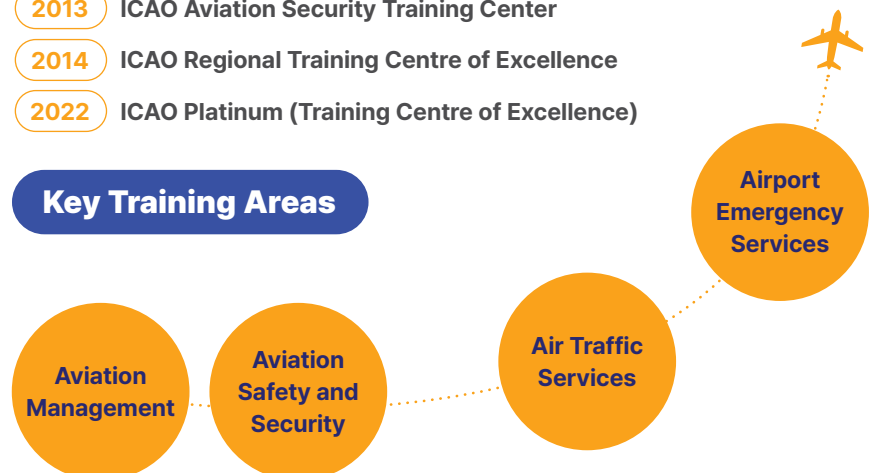 2013 ICAO Aviation Security Training Center
2014 ICAO Regional Training Centre of Excellence
2022 ICAO Platinum (Training Centre of Excellence)
Key Training Areas
Airport
Emergency
Services
Air Traffic
Services
Aviation
Safety and
Security
Aviation
Management